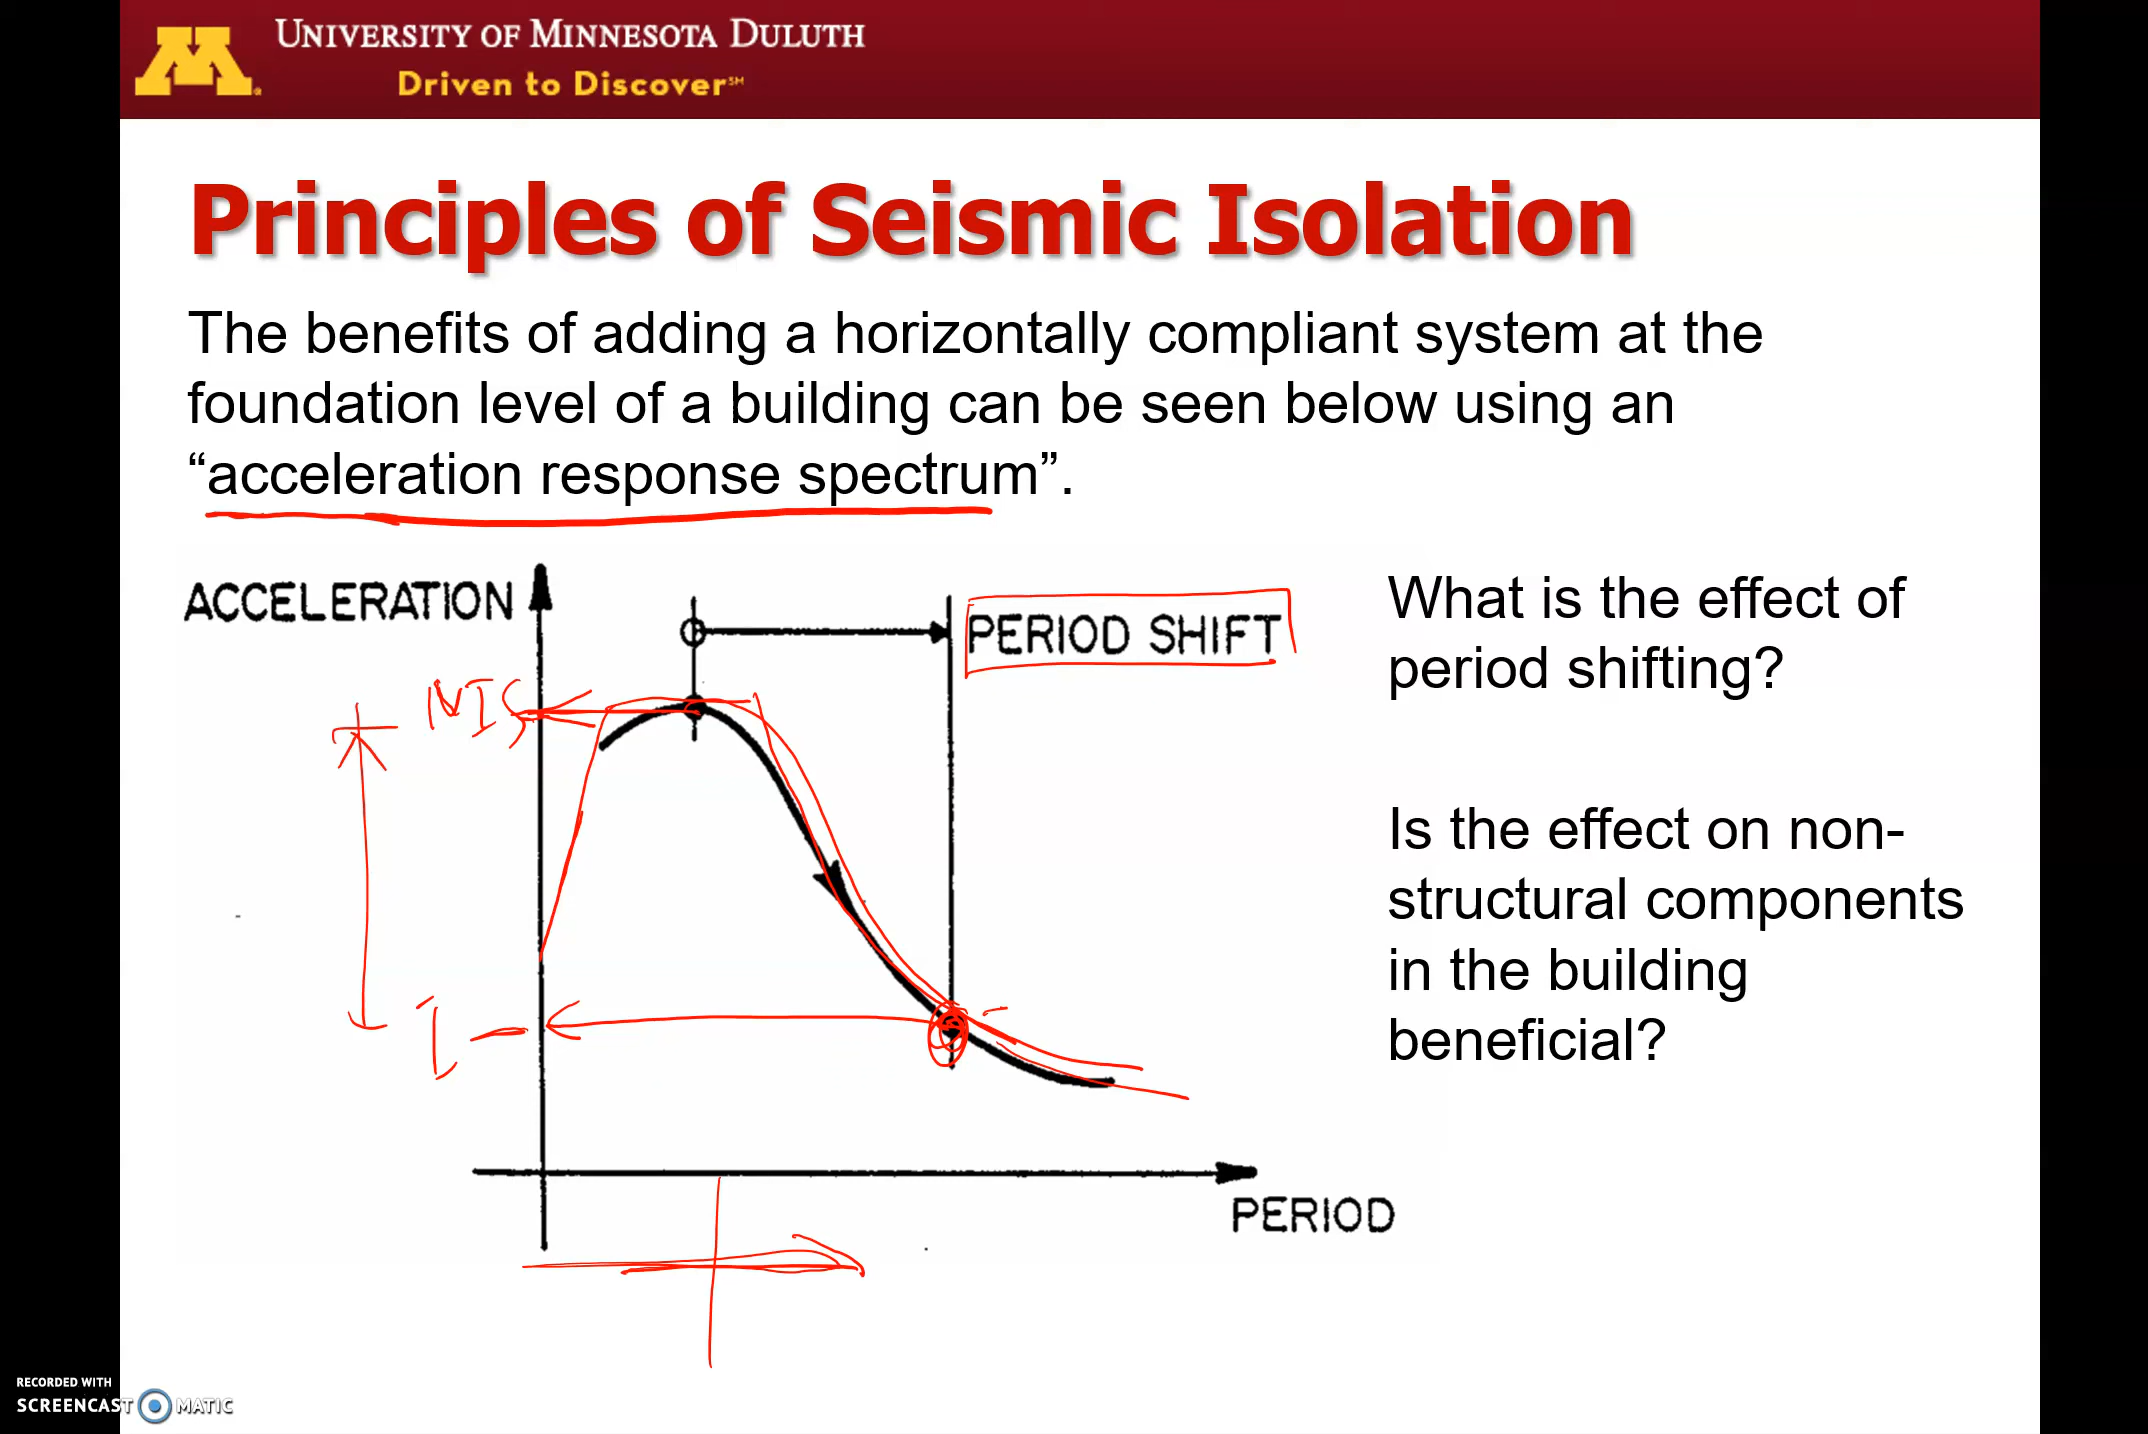 UNIVERSITY OF MINNESOTA DULUTH
Driven to Discover℠
Principles of Seismic Isolation
The benefits of adding a horizontally compliant system at the
foundation level of a building can be seen below using an
“acceleration response spectrum”.
ACCELERATION
PERIOD SHIFT
NIS
I
PERIOD
What is the effect of
period shifting?
Is the effect on non-
structural components
in the building
beneficial?
RECORDED WITH
SCREENCAST MATIC